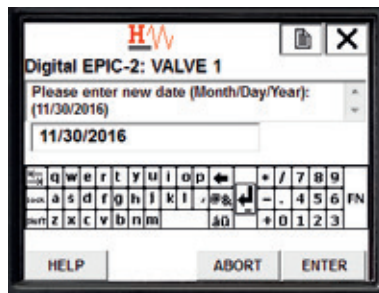 H
Digital EPIC-2: VALVE 1
Please enter new date (Month/Day/Year):
(11/30/2016)
11/30/2016
q w e r t y u i o p + / 7 8 9
a s d f g h j k l , #@& - . 4 5 6 FN
z x c v b n m áü + 0 1 2 3
HELP ABORT ENTER